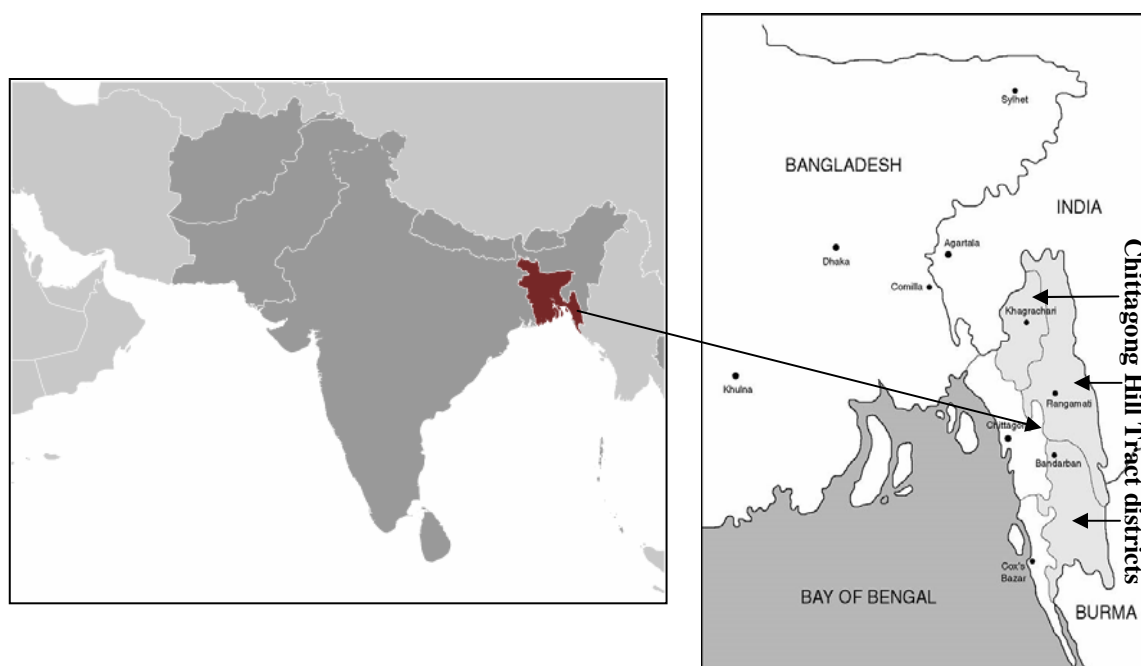 Sylhet
BANGLADESH
INDIA
Agartala
Dhaka
Comilla
Khagrachari
Khulna
Rangamati
Chittagon
Bandarban
Cox's
Bazar
BAY OF BENGAL
BURMA
Chittagong Hill Tract districts